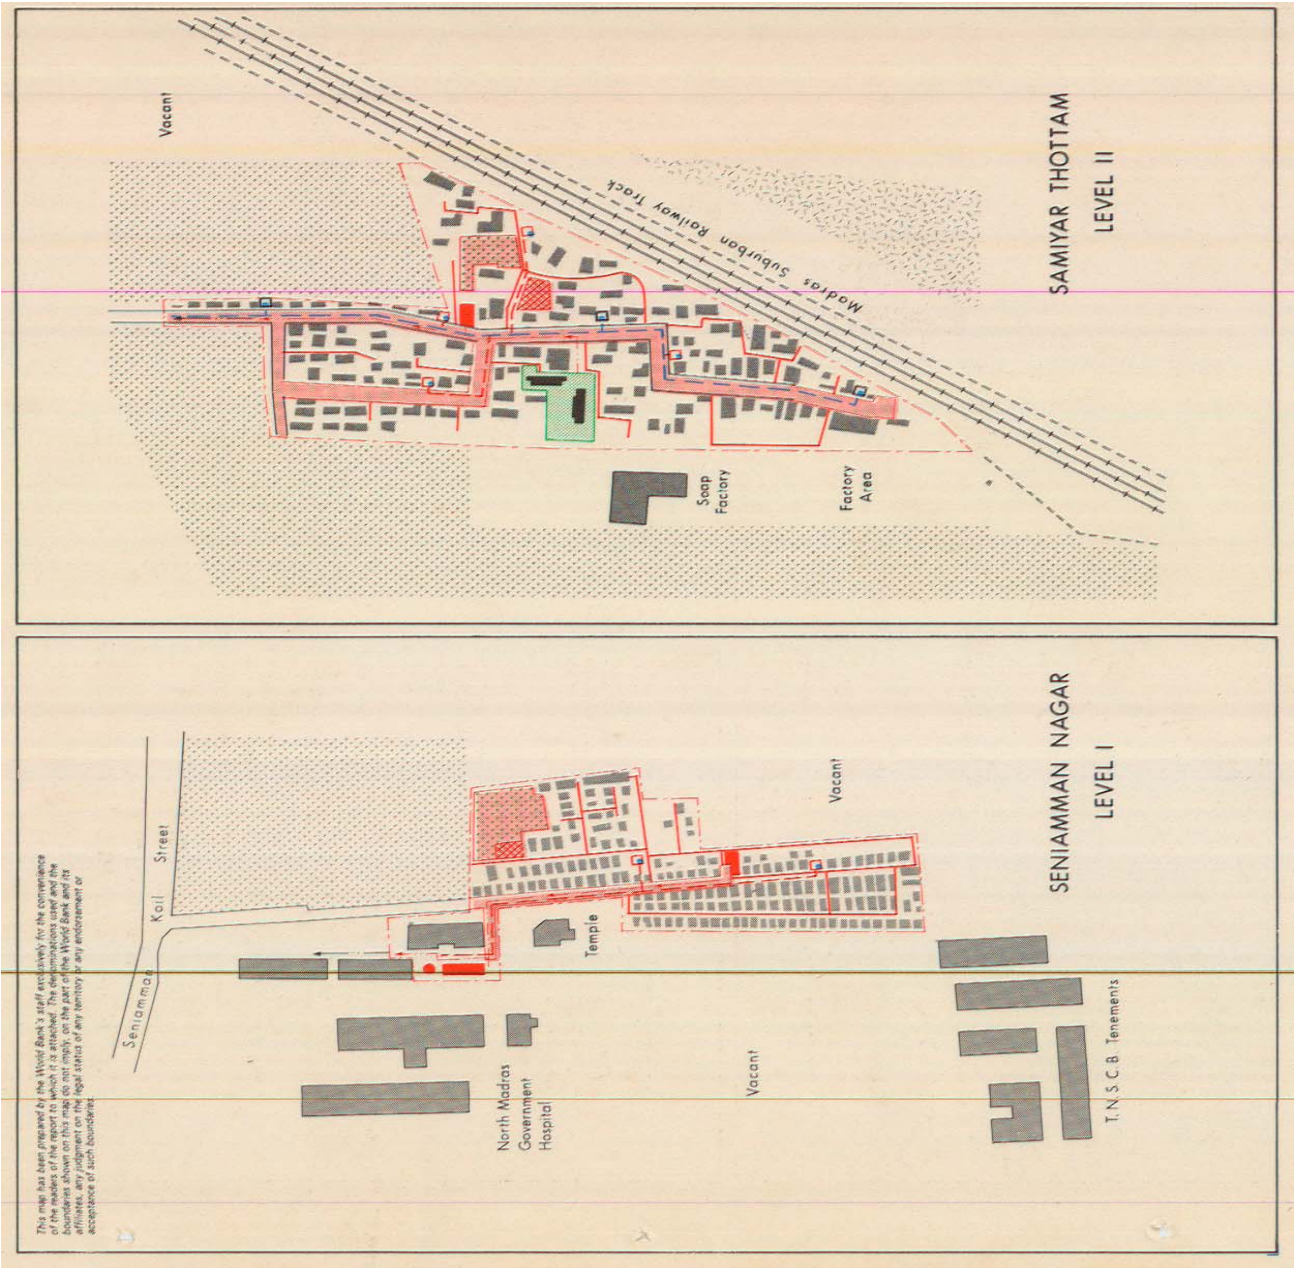 SAMIYAR THOTTAM
LEVEL II
Vacant
Madras Suburban Railway Track
Soap
Factory
Factory
Area
SENIAMMAN NAGAR
LEVEL I
This map has been prepared by the World Bank's staff exclusively for the convenience
of the readers of the report to which it is attached. The denominations used and the
boundaries shown on this map do not imply, on the part of the World Bank and its
affiliates, any judgment on the legal status of any territory or any endorsement or
acceptance of such boundaries.
Seniamman Koil Street
Temple
Vacant
North Madras
Government
Hospital
Vacant
T. N. S. C. B. Tenements